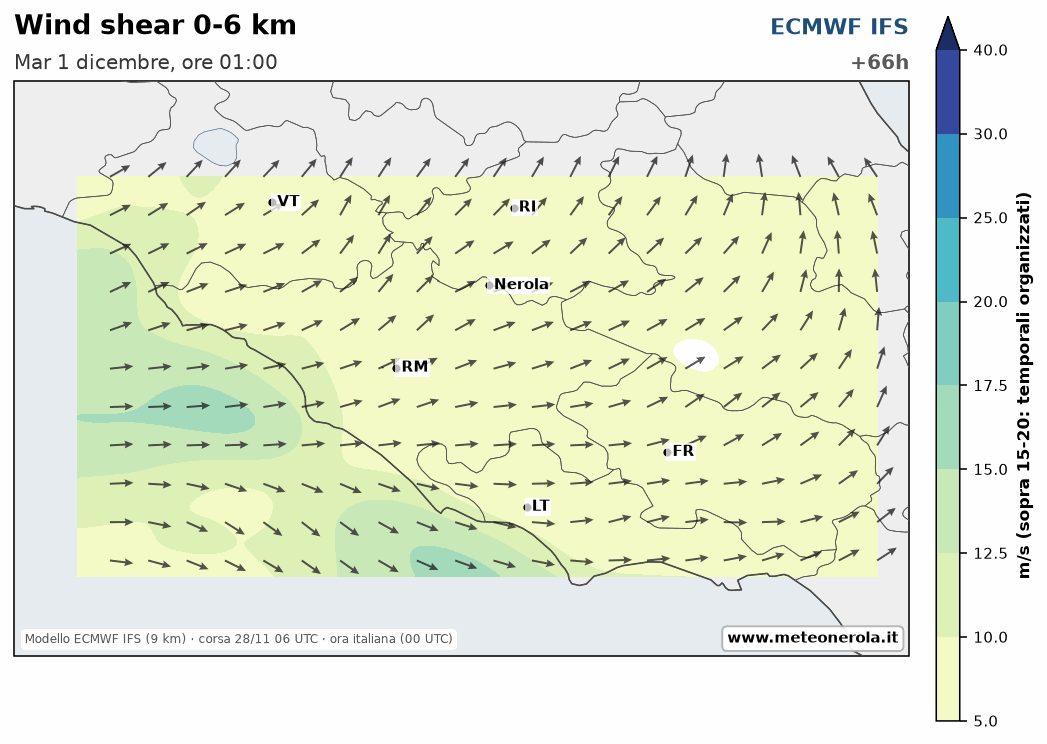 Wind shear 0-6 km
ECMWF IFS
Mar 1 dicembre, ore 01:00
+66h
VT
RI
Nerola
RM
FR
LT
Modello ECMWF IFS (9 km) · corsa 28/11 06 UTC · ora italiana (00 UTC)
www.meteonerola.it
40.0
30.0
25.0
20.0
17.5
15.0
12.5
10.0
5.0
m/s (sopra 15-20: temporali organizzati)